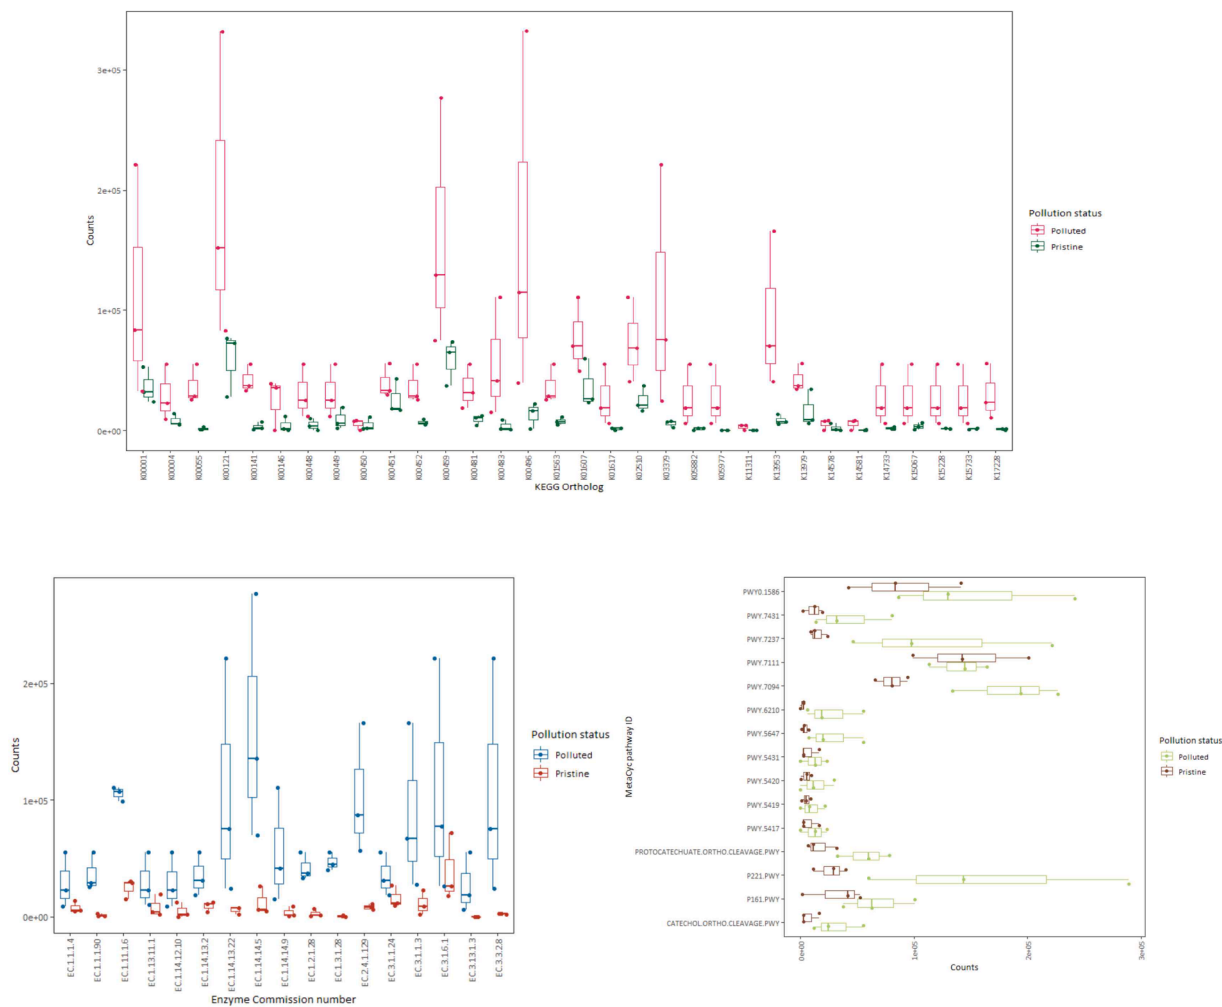 3e+05
2e+05
1e+05
0e+00
Counts
K00001
K00004
K00055
K00121
K00141
K00146
K00448
K00449
K00450
K00451
K00452
K00459
K00481
K00483
K00496
K01563
K01607
K01617
K02510
K03379
K05882
K05977
K11311
K13953
K13979
K14578
K14581
K14733
K15067
K15228
K15733
K17228
KEGG Ortholog
Pollution status
Polluted
Pristine
2e+05
1e+05
0e+00
Counts
EC.1.1.1.4
EC.1.1.1.90
EC.1.11.1.6
EC.1.13.11.1
EC.1.14.12.10
EC.1.14.13.2
EC.1.14.13.22
EC.1.14.14.5
EC.1.14.14.9
EC.1.2.1.28
EC.1.3.1.28
EC.2.4.1.129
EC.3.1.1.24
EC.3.1.1.3
EC.3.1.6.1
EC.3.13.1.3
EC.3.3.2.8
Enzyme Commission number
Pollution status
Polluted
Pristine
MetaCyc pathway ID
PWY0.1586
PWY.7431
PWY.7237
PWY.7111
PWY.7094
PWY.6210
PWY.5647
PWY.5431
PWY.5420
PWY.5419
PWY.5417
PROTOCATECHUATE.ORTHO.CLEAVAGE.PWY
P221.PWY
P161.PWY
CATECHOL.ORTHO.CLEAVAGE.PWY
0e+00
1e+05
2e+05
3e+05
Counts
Pollution status
Polluted
Pristine